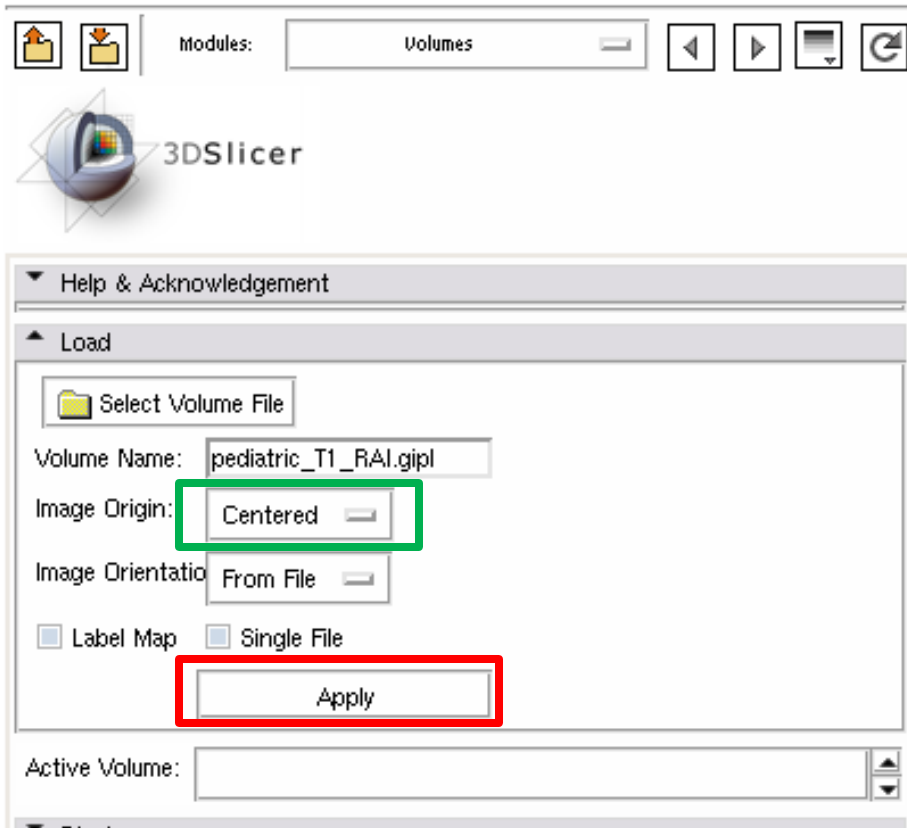 Modules: Volumes
3DSlicer
Help & Acknowledgement
Load
Select Volume File
Volume Name: pediatric_T1_RAI.gipl
Image Origin: Centered
Image Orientatio From File
Label Map Single File
Apply
Active Volume: